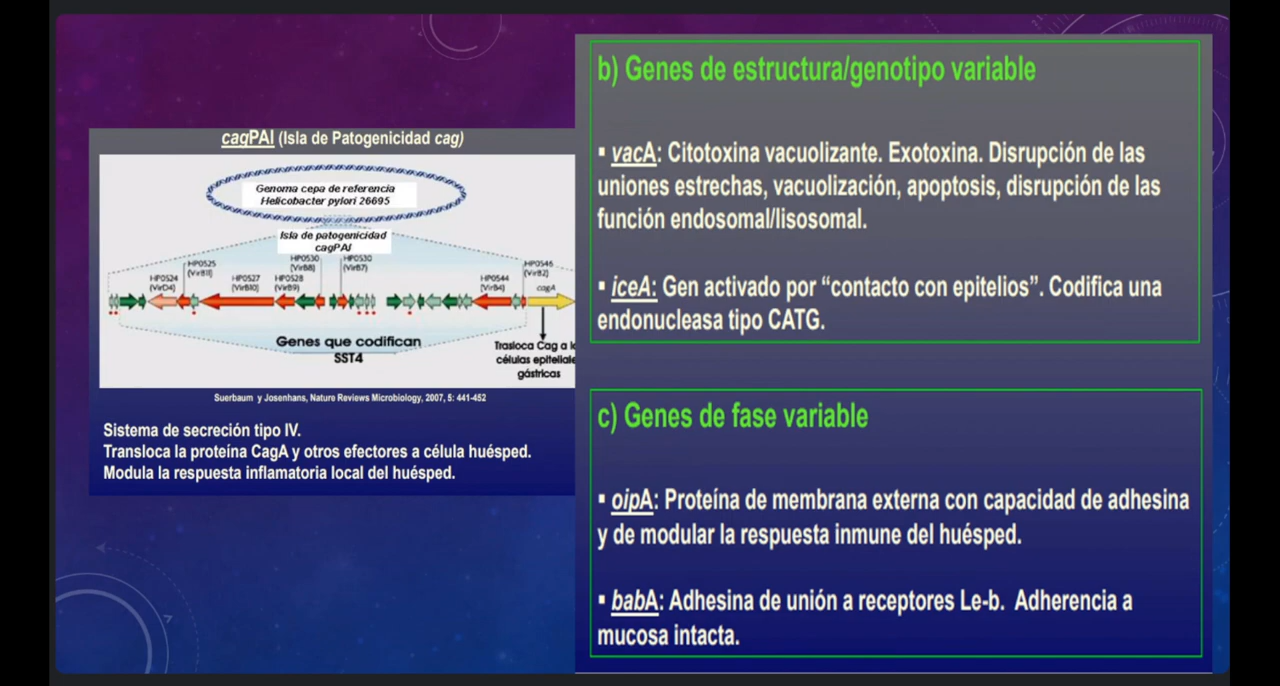 cagPAI (Isla de Patogenicidad cag)
Genoma cepa de referencia
Helicobacter pylori 26695
Isla de patogenicidad
cagPAI
HP0524
(VirD4)
HP0525
(VirB11)
HP0527
(VirB10)
HP0528
(VirB9)
HP0530
(VirB8)
HP0530
(VirB7)
HP0544
(VirB4)
HP0546
(VirB2)
cagA
Genes que codifican
SST4
Trasloca Cag a
células epiteliale
gástricas
Suerbaum y Josenhans, Nature Reviews Microbiology, 2007, 5: 441-452
Sistema de secreción tipo IV.
Transloca la proteína CagA y otros efectores a célula huésped.
Modula la respuesta inflamatoria local del huésped.
b) Genes de estructura/genotipo variable
▪ vacA: Citotoxina vacuolizante. Exotoxina. Disrupción de las
uniones estrechas, vacuolización, apoptosis, disrupción de las
función endosomal/lisosomal.
▪ iceA: Gen activado por “contacto con epitelios”. Codifica una
endonucleasa tipo CATG.
c) Genes de fase variable
▪ oipA: Proteína de membrana externa con capacidad de adhesina
y de modular la respuesta inmune del huésped.
▪ babA: Adhesina de unión a receptores Le-b. Adherencia a
mucosa intacta.